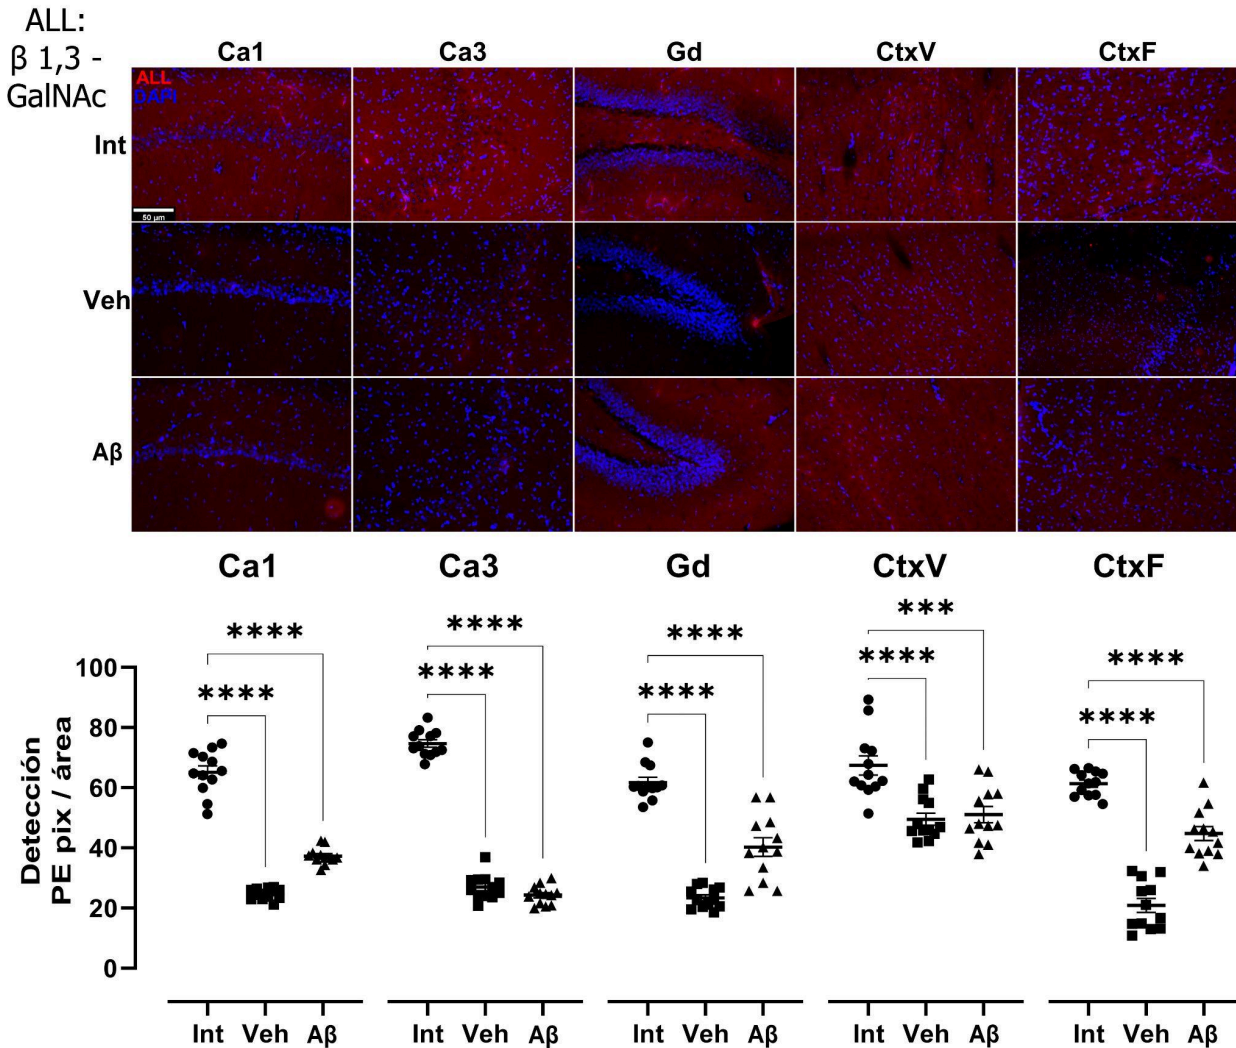 ALL:
β 1,3 -
GalNAc
Ca1 Ca3 Gd CtxV CtxF
ALL
DAPI
Int
50 µm
Veh
Aβ
Ca1 Ca3 Gd CtxV CtxF
**** **** **** *** ****
**** **** **** **** ****
Detección
PE pix / área
100
80
60
40
20
0
Int Veh Aβ Int Veh Aβ Int Veh Aβ Int Veh Aβ Int Veh Aβ